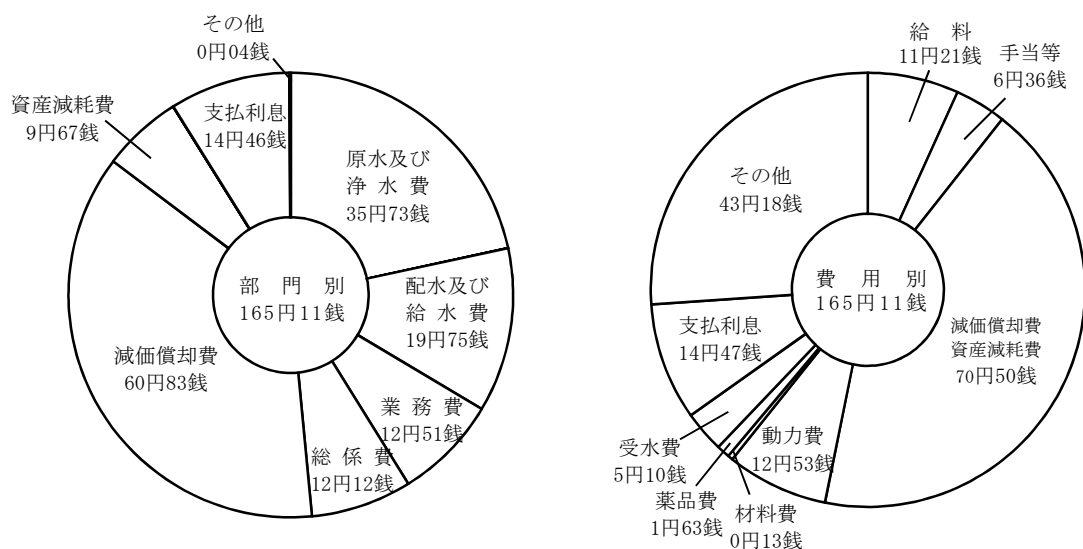 その他
0円04銭
資産減耗費
9円67銭
支払利息
14円46銭
原水及び
浄 水 費
35円73銭
部 門 別
165円11銭
配水及び
給 水 費
19円75銭
減価償却費
60円83銭
業 務 費
12円51銭
総 係 費
12円12銭
給 料
11円21銭
手当等
6円36銭
その他
43円18銭
費 用 別
165円11銭
支払利息
14円47銭
減価償却費
資産減耗費
70円50銭
受水費
5円10銭
動力費
12円53銭
薬品費
1円63銭
材料費
0円13銭